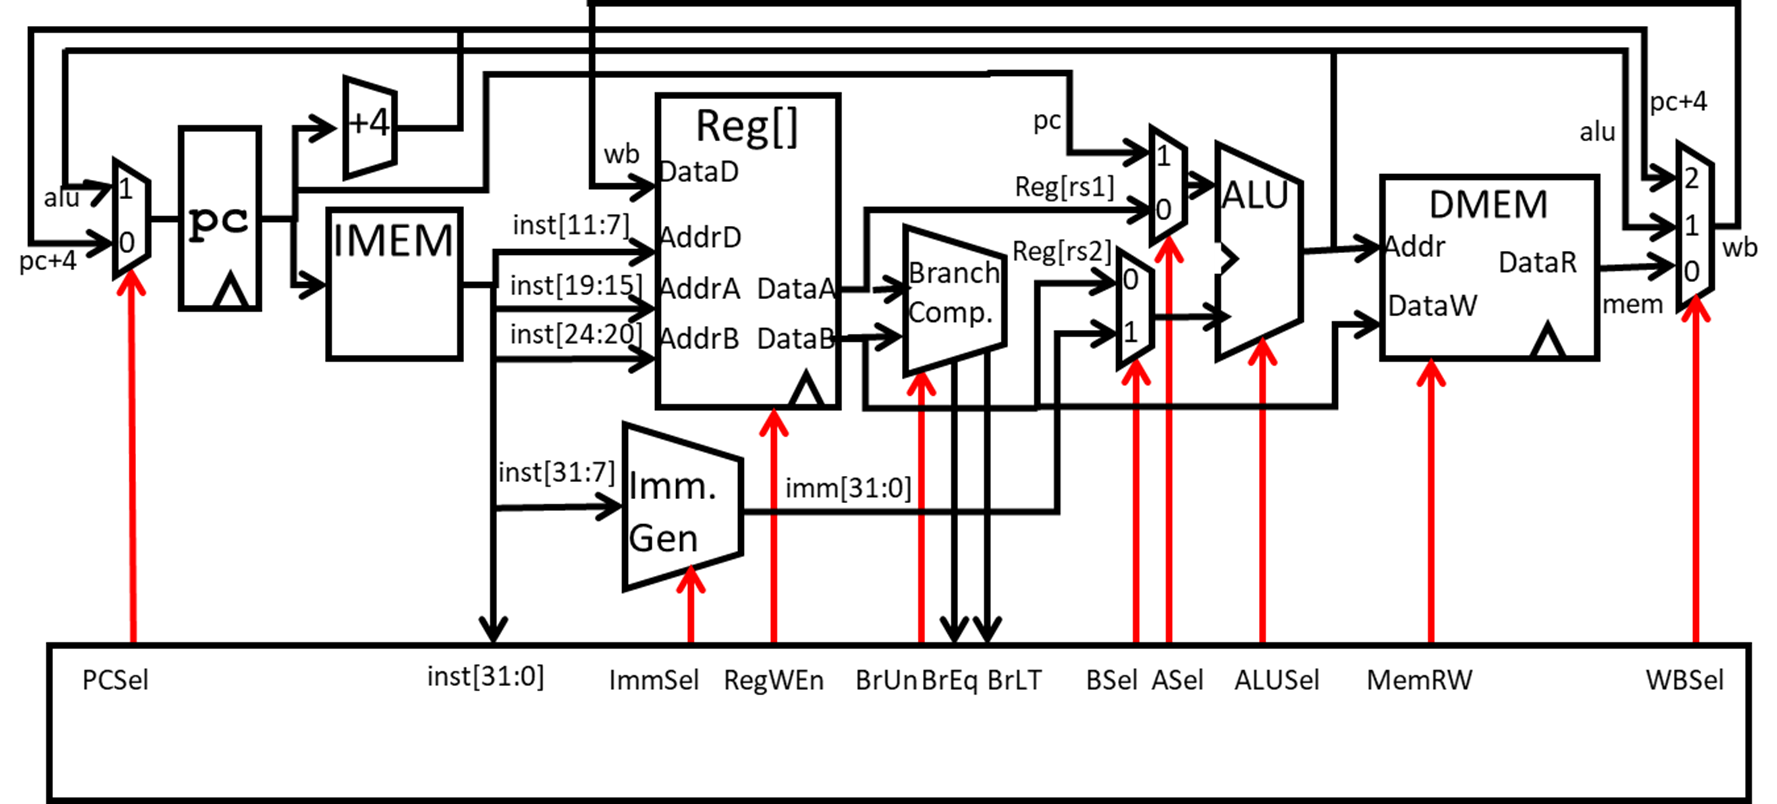 pc+4
alu
pc
+4
Reg[]
wb
DataD
alu
1
pc
IMEM
inst[11:7]
AddrD
Reg[rs1]
1
0
ALU
DMEM
2
0
pc+4
inst[19:15]
AddrA
DataA
Branch
Comp.
Reg[rs2]
0
1
Addr
DataR
1
0
wb
inst[24:20]
AddrB
DataB
DataW
mem
inst[31:7]
Imm.
Gen
imm[31:0]
PCSel
inst[31:0]
ImmSel
RegWEn
BrUn
BrEq
BrLT
BSel
ASel
ALUSel
MemRW
WBSel